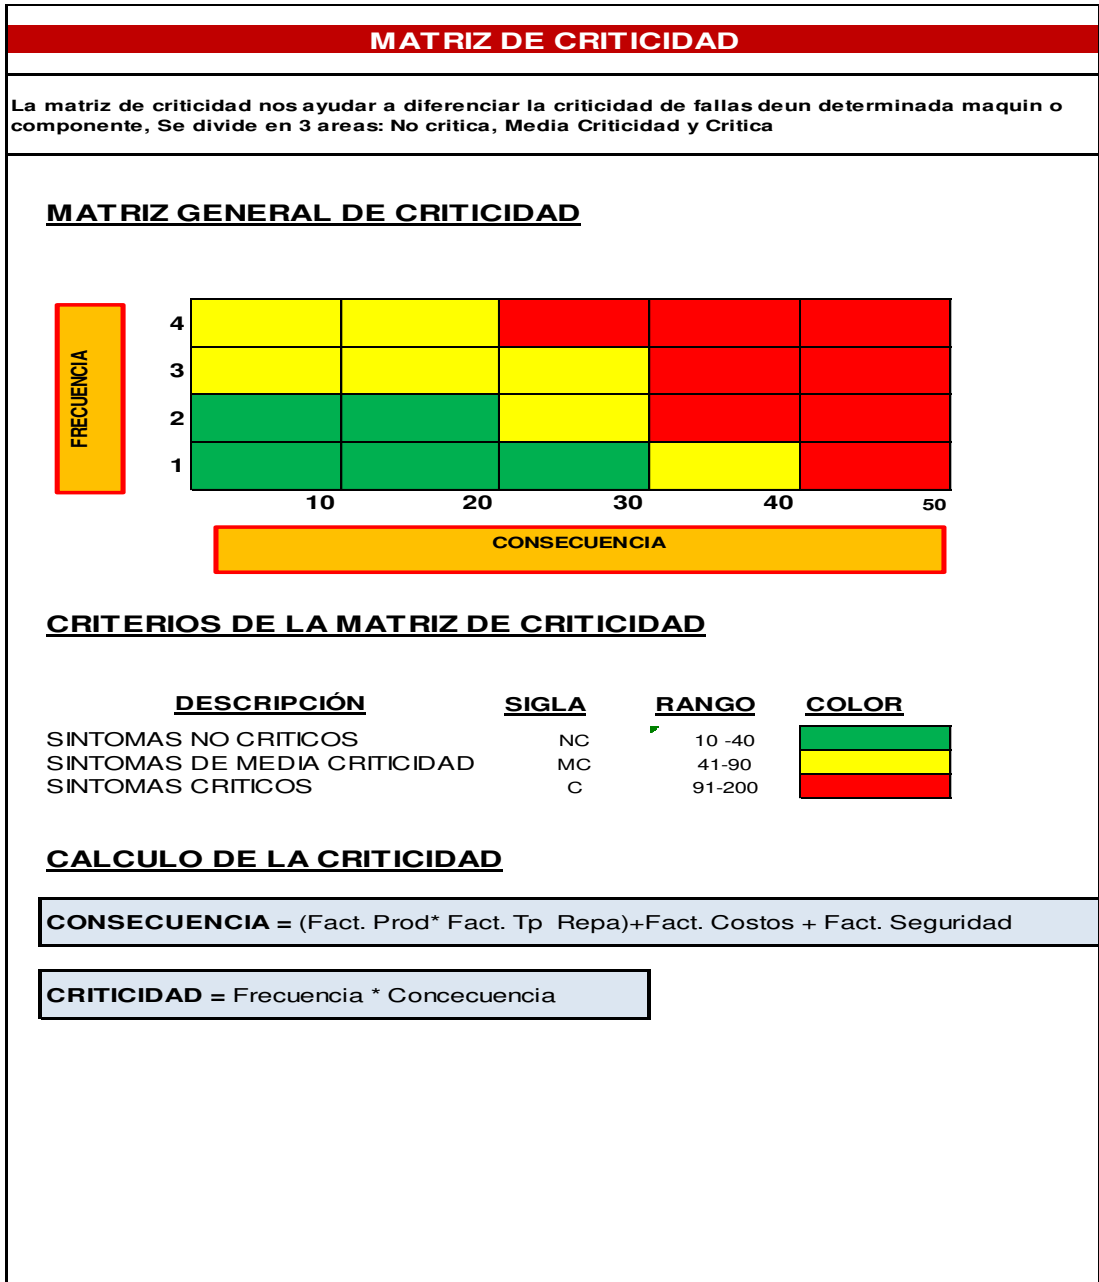 MATRIZ DE CRITICIDAD
La matriz de criticidad nos ayudar a diferenciar la criticidad de fallas deun determinada maquin o
componente, Se divide en 3 areas: No critica, Media Criticidad y Critica
MATRIZ GENERAL DE CRITICIDAD
FRECUENCIA
4
3
2
1
10 20 30 40 50
CONSECUENCIA
CRITERIOS DE LA MATRIZ DE CRITICIDAD
DESCRIPCIÓN SIGLA RANGO COLOR
SINTOMAS NO CRITICOS NC 10 -40
SINTOMAS DE MEDIA CRITICIDAD MC 41-90
SINTOMAS CRITICOS C 91-200
CALCULO DE LA CRITICIDAD
CONSECUENCIA = (Fact. Prod* Fact. Tp Repa)+Fact. Costos + Fact. Seguridad
CRITICIDAD = Frecuencia * Concecuencia